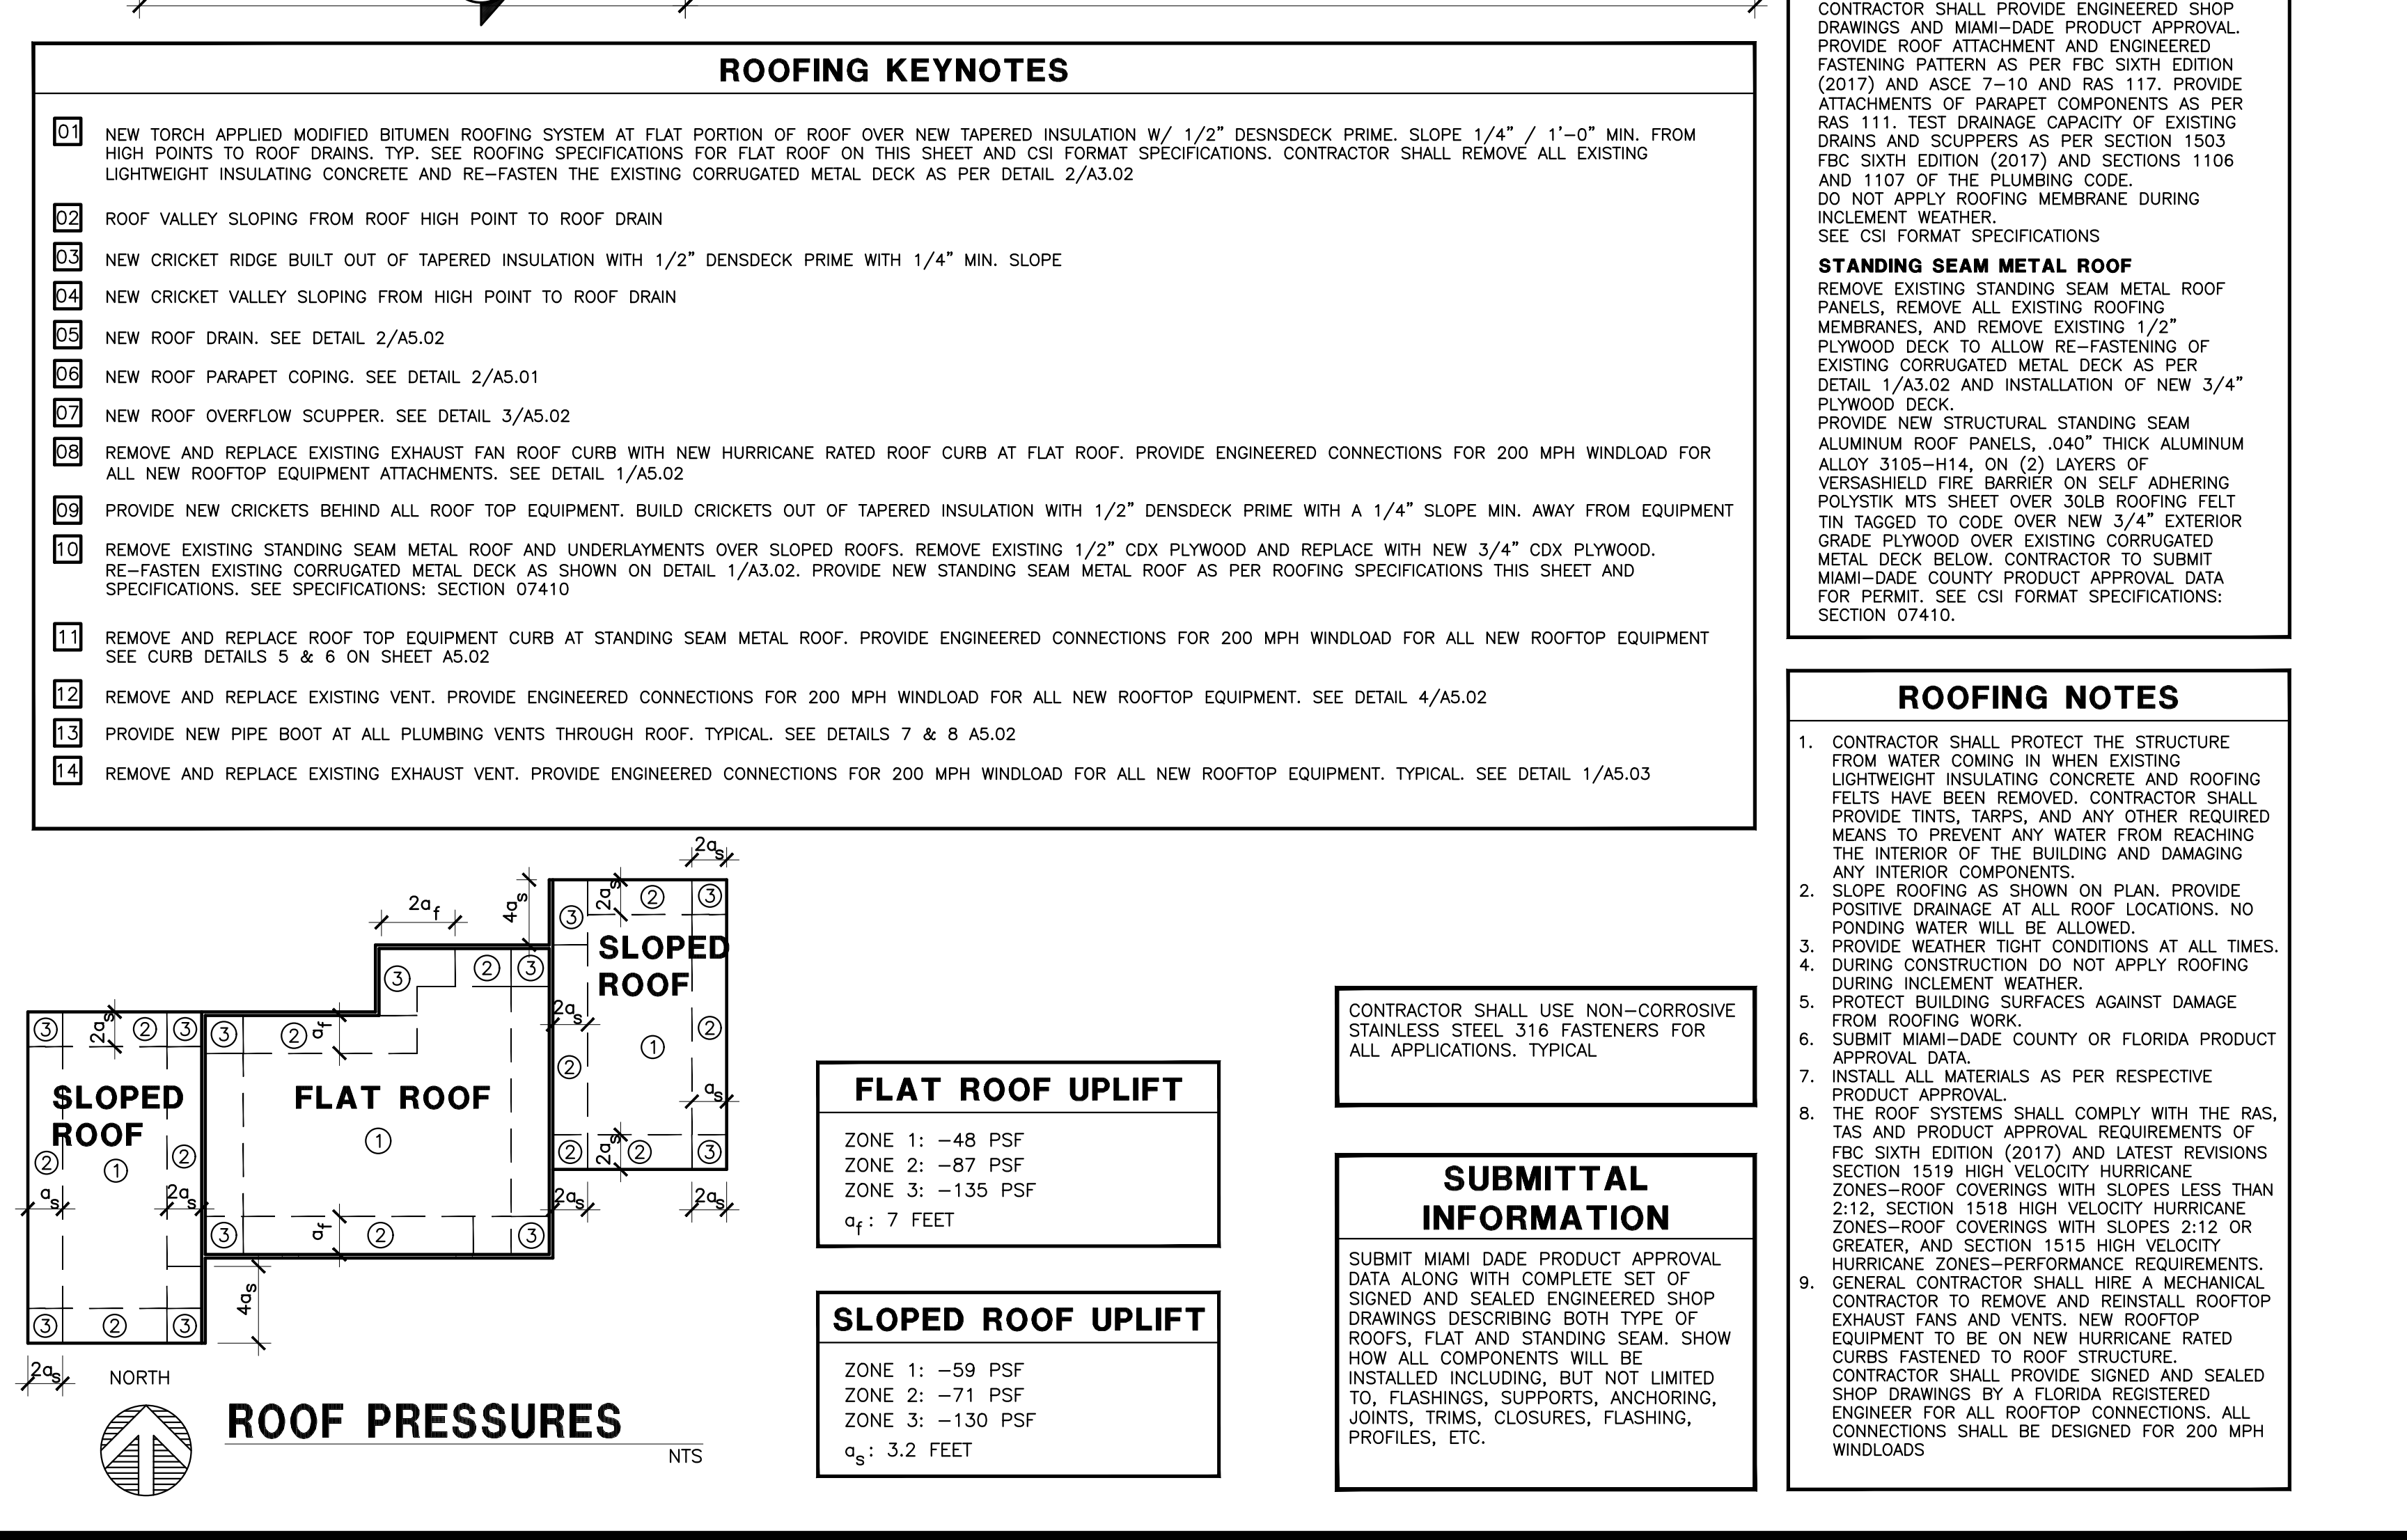 ROOFING KEYNOTES
01 NEW TORCH APPLIED MODIFIED BITUMEN ROOFING SYSTEM AT FLAT PORTION OF ROOF OVER NEW TAPERED INSULATION W/ 1/2" DESNSDECK PRIME. SLOPE 1/4" / 1'-0" MIN. FROM
HIGH POINTS TO ROOF DRAINS. TYP. SEE ROOFING SPECIFICATIONS FOR FLAT ROOF ON THIS SHEET AND CSI FORMAT SPECIFICATIONS. CONTRACTOR SHALL REMOVE ALL EXISTING
LIGHTWEIGHT INSULATING CONCRETE AND RE-FASTEN THE EXISTING CORRUGATED METAL DECK AS PER DETAIL 2/A3.02
02 ROOF VALLEY SLOPING FROM ROOF HIGH POINT TO ROOF DRAIN
03 NEW CRICKET RIDGE BUILT OUT OF TAPERED INSULATION WITH 1/2" DENSDECK PRIME WITH 1/4" MIN. SLOPE
04 NEW CRICKET VALLEY SLOPING FROM HIGH POINT TO ROOF DRAIN
05 NEW ROOF DRAIN. SEE DETAIL 2/A5.02
06 NEW ROOF PARAPET COPING. SEE DETAIL 2/A5.01
07 NEW ROOF OVERFLOW SCUPPER. SEE DETAIL 3/A5.02
08 REMOVE AND REPLACE EXISTING EXHAUST FAN ROOF CURB WITH NEW HURRICANE RATED ROOF CURB AT FLAT ROOF. PROVIDE ENGINEERED CONNECTIONS FOR 200 MPH WINDLOAD FOR
ALL NEW ROOFTOP EQUIPMENT ATTACHMENTS. SEE DETAIL 1/A5.02
09 PROVIDE NEW CRICKETS BEHIND ALL ROOF TOP EQUIPMENT. BUILD CRICKETS OUT OF TAPERED INSULATION WITH 1/2" DENSDECK PRIME WITH A 1/4" SLOPE MIN. AWAY FROM EQUIPMENT
10 REMOVE EXISTING STANDING SEAM METAL ROOF AND UNDERLAYMENTS OVER SLOPED ROOFS. REMOVE EXISTING 1/2" CDX PLYWOOD AND REPLACE WITH NEW 3/4" CDX PLYWOOD.
RE-FASTEN EXISTING CORRUGATED METAL DECK AS SHOWN ON DETAIL 1/A3.02. PROVIDE NEW STANDING SEAM METAL ROOF AS PER ROOFING SPECIFICATIONS THIS SHEET AND
SPECIFICATIONS. SEE SPECIFICATIONS: SECTION 07410
11 REMOVE AND REPLACE ROOF TOP EQUIPMENT CURB AT STANDING SEAM METAL ROOF. PROVIDE ENGINEERED CONNECTIONS FOR 200 MPH WINDLOAD FOR ALL NEW ROOFTOP EQUIPMENT
SEE CURB DETAILS 5 & 6 ON SHEET A5.02
12 REMOVE AND REPLACE EXISTING VENT. PROVIDE ENGINEERED CONNECTIONS FOR 200 MPH WINDLOAD FOR ALL NEW ROOFTOP EQUIPMENT. SEE DETAIL 4/A5.02
13 PROVIDE NEW PIPE BOOT AT ALL PLUMBING VENTS THROUGH ROOF. TYPICAL. SEE DETAILS 7 & 8 A5.02
14 REMOVE AND REPLACE EXISTING EXHAUST VENT. PROVIDE ENGINEERED CONNECTIONS FOR 200 MPH WINDLOAD FOR ALL NEW ROOFTOP EQUIPMENT. TYPICAL. SEE DETAIL 1/A5.03
CONTRACTOR SHALL PROVIDE ENGINEERED SHOP
DRAWINGS AND MIAMI-DADE PRODUCT APPROVAL.
PROVIDE ROOF ATTACHMENT AND ENGINEERED
FASTENING PATTERN AS PER FBC SIXTH EDITION
(2017) AND ASCE 7-10 AND RAS 117. PROVIDE
ATTACHMENTS OF PARAPET COMPONENTS AS PER
RAS 111. TEST DRAINAGE CAPACITY OF EXISTING
DRAINS AND SCUPPERS AS PER SECTION 1503
FBC SIXTH EDITION (2017) AND SECTIONS 1106
AND 1107 OF THE PLUMBING CODE.
DO NOT APPLY ROOFING MEMBRANE DURING
INCLEMENT WEATHER.
SEE CSI FORMAT SPECIFICATIONS
STANDING SEAM METAL ROOF
REMOVE EXISTING STANDING SEAM METAL ROOF
PANELS, REMOVE ALL EXISTING ROOFING
MEMBRANES, AND REMOVE EXISTING 1/2"
PLYWOOD DECK TO ALLOW RE-FASTENING OF
EXISTING CORRUGATED METAL DECK AS PER
DETAIL 1/A3.02 AND INSTALLATION OF NEW 3/4"
PLYWOOD DECK.
PROVIDE NEW STRUCTURAL STANDING SEAM
ALUMINUM ROOF PANELS, .040" THICK ALUMINUM
ALLOY 3105-H14, ON (2) LAYERS OF
VERSASHIELD FIRE BARRIER ON SELF ADHERING
POLYSTIK MTS SHEET OVER 30LB ROOFING FELT
TIN TAGGED TO CODE OVER NEW 3/4" EXTERIOR
GRADE PLYWOOD OVER EXISTING CORRUGATED
METAL DECK BELOW. CONTRACTOR TO SUBMIT
MIAMI-DADE COUNTY PRODUCT APPROVAL DATA
FOR PERMIT. SEE CSI FORMAT SPECIFICATIONS:
SECTION 07410.
ROOFING NOTES
1. CONTRACTOR SHALL PROTECT THE STRUCTURE
FROM WATER COMING IN WHEN EXISTING
LIGHTWEIGHT INSULATING CONCRETE AND ROOFING
FELTS HAVE BEEN REMOVED. CONTRACTOR SHALL
PROVIDE TINTS, TARPS, AND ANY OTHER REQUIRED
MEANS TO PREVENT ANY WATER FROM REACHING
THE INTERIOR OF THE BUILDING AND DAMAGING
ANY INTERIOR COMPONENTS.
2. SLOPE ROOFING AS SHOWN ON PLAN. PROVIDE
POSITIVE DRAINAGE AT ALL ROOF LOCATIONS. NO
PONDING WATER WILL BE ALLOWED.
3. PROVIDE WEATHER TIGHT CONDITIONS AT ALL TIMES.
4. DURING CONSTRUCTION DO NOT APPLY ROOFING
DURING INCLEMENT WEATHER.
5. PROTECT BUILDING SURFACES AGAINST DAMAGE
FROM ROOFING WORK.
6. SUBMIT MIAMI-DADE COUNTY OR FLORIDA PRODUCT
APPROVAL DATA.
7. INSTALL ALL MATERIALS AS PER RESPECTIVE
PRODUCT APPROVAL.
8. THE ROOF SYSTEMS SHALL COMPLY WITH THE RAS,
TAS AND PRODUCT APPROVAL REQUIREMENTS OF
FBC SIXTH EDITION (2017) AND LATEST REVISIONS
SECTION 1519 HIGH VELOCITY HURRICANE
ZONES-ROOF COVERINGS WITH SLOPES LESS THAN
2:12, SECTION 1518 HIGH VELOCITY HURRICANE
ZONES-ROOF COVERINGS WITH SLOPES 2:12 OR
GREATER, AND SECTION 1515 HIGH VELOCITY
HURRICANE ZONES-PERFORMANCE REQUIREMENTS.
9. GENERAL CONTRACTOR SHALL HIRE A MECHANICAL
CONTRACTOR TO REMOVE AND REINSTALL ROOFTOP
EXHAUST FANS AND VENTS. NEW ROOFTOP
EQUIPMENT TO BE ON NEW HURRICANE RATED
CURBS FASTENED TO ROOF STRUCTURE.
CONTRACTOR SHALL PROVIDE SIGNED AND SEALED
SHOP DRAWINGS BY A FLORIDA REGISTERED
ENGINEER FOR ALL ROOFTOP CONNECTIONS. ALL
CONNECTIONS SHALL BE DESIGNED FOR 200 MPH
WINDLOADS
2as
2af 4as 3 2as 2 3
SLOPED
ROOF
3 2 3
2as
3 2as 2 3 3 2 af
1 2
2
SLOPED
ROOF
FLAT ROOF
1
as
2 2as 2 3
2 1 2
as 2as
2as 2as
3 af 2 3
4as
3 2 3
2as
NORTH
ROOF PRESSURES
NTS
FLAT ROOF UPLIFT
ZONE 1: -48 PSF
ZONE 2: -87 PSF
ZONE 3: -135 PSF
af: 7 FEET
SLOPED ROOF UPLIFT
ZONE 1: -59 PSF
ZONE 2: -71 PSF
ZONE 3: -130 PSF
as: 3.2 FEET
CONTRACTOR SHALL USE NON-CORROSIVE
STAINLESS STEEL 316 FASTENERS FOR
ALL APPLICATIONS. TYPICAL
SUBMITTAL
INFORMATION
SUBMIT MIAMI DADE PRODUCT APPROVAL
DATA ALONG WITH COMPLETE SET OF
SIGNED AND SEALED ENGINEERED SHOP
DRAWINGS DESCRIBING BOTH TYPE OF
ROOFS, FLAT AND STANDING SEAM. SHOW
HOW ALL COMPONENTS WILL BE
INSTALLED INCLUDING, BUT NOT LIMITED
TO, FLASHINGS, SUPPORTS, ANCHORING,
JOINTS, TRIMS, CLOSURES, FLASHING,
PROFILES, ETC.